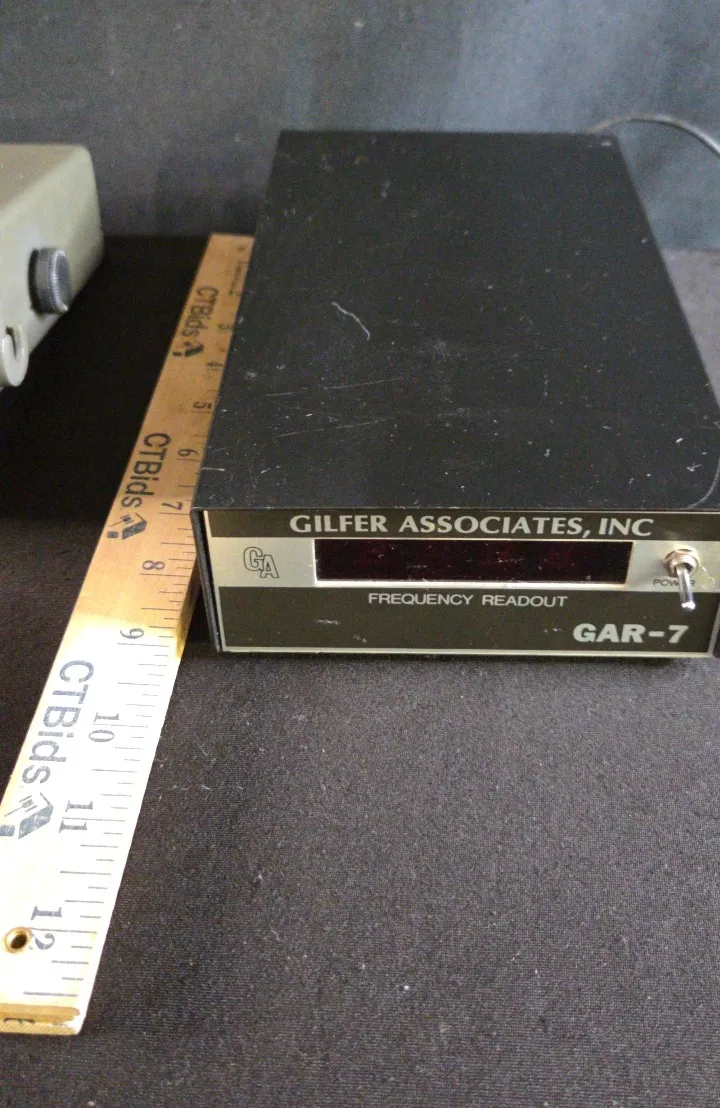 GILFER ASSOCIATES, INC
GA
POWER
FREQUENCY READOUT
GAR-7
CTBids
3
4
5
6
CTBids
7
8
9
CTBids
10
11
12